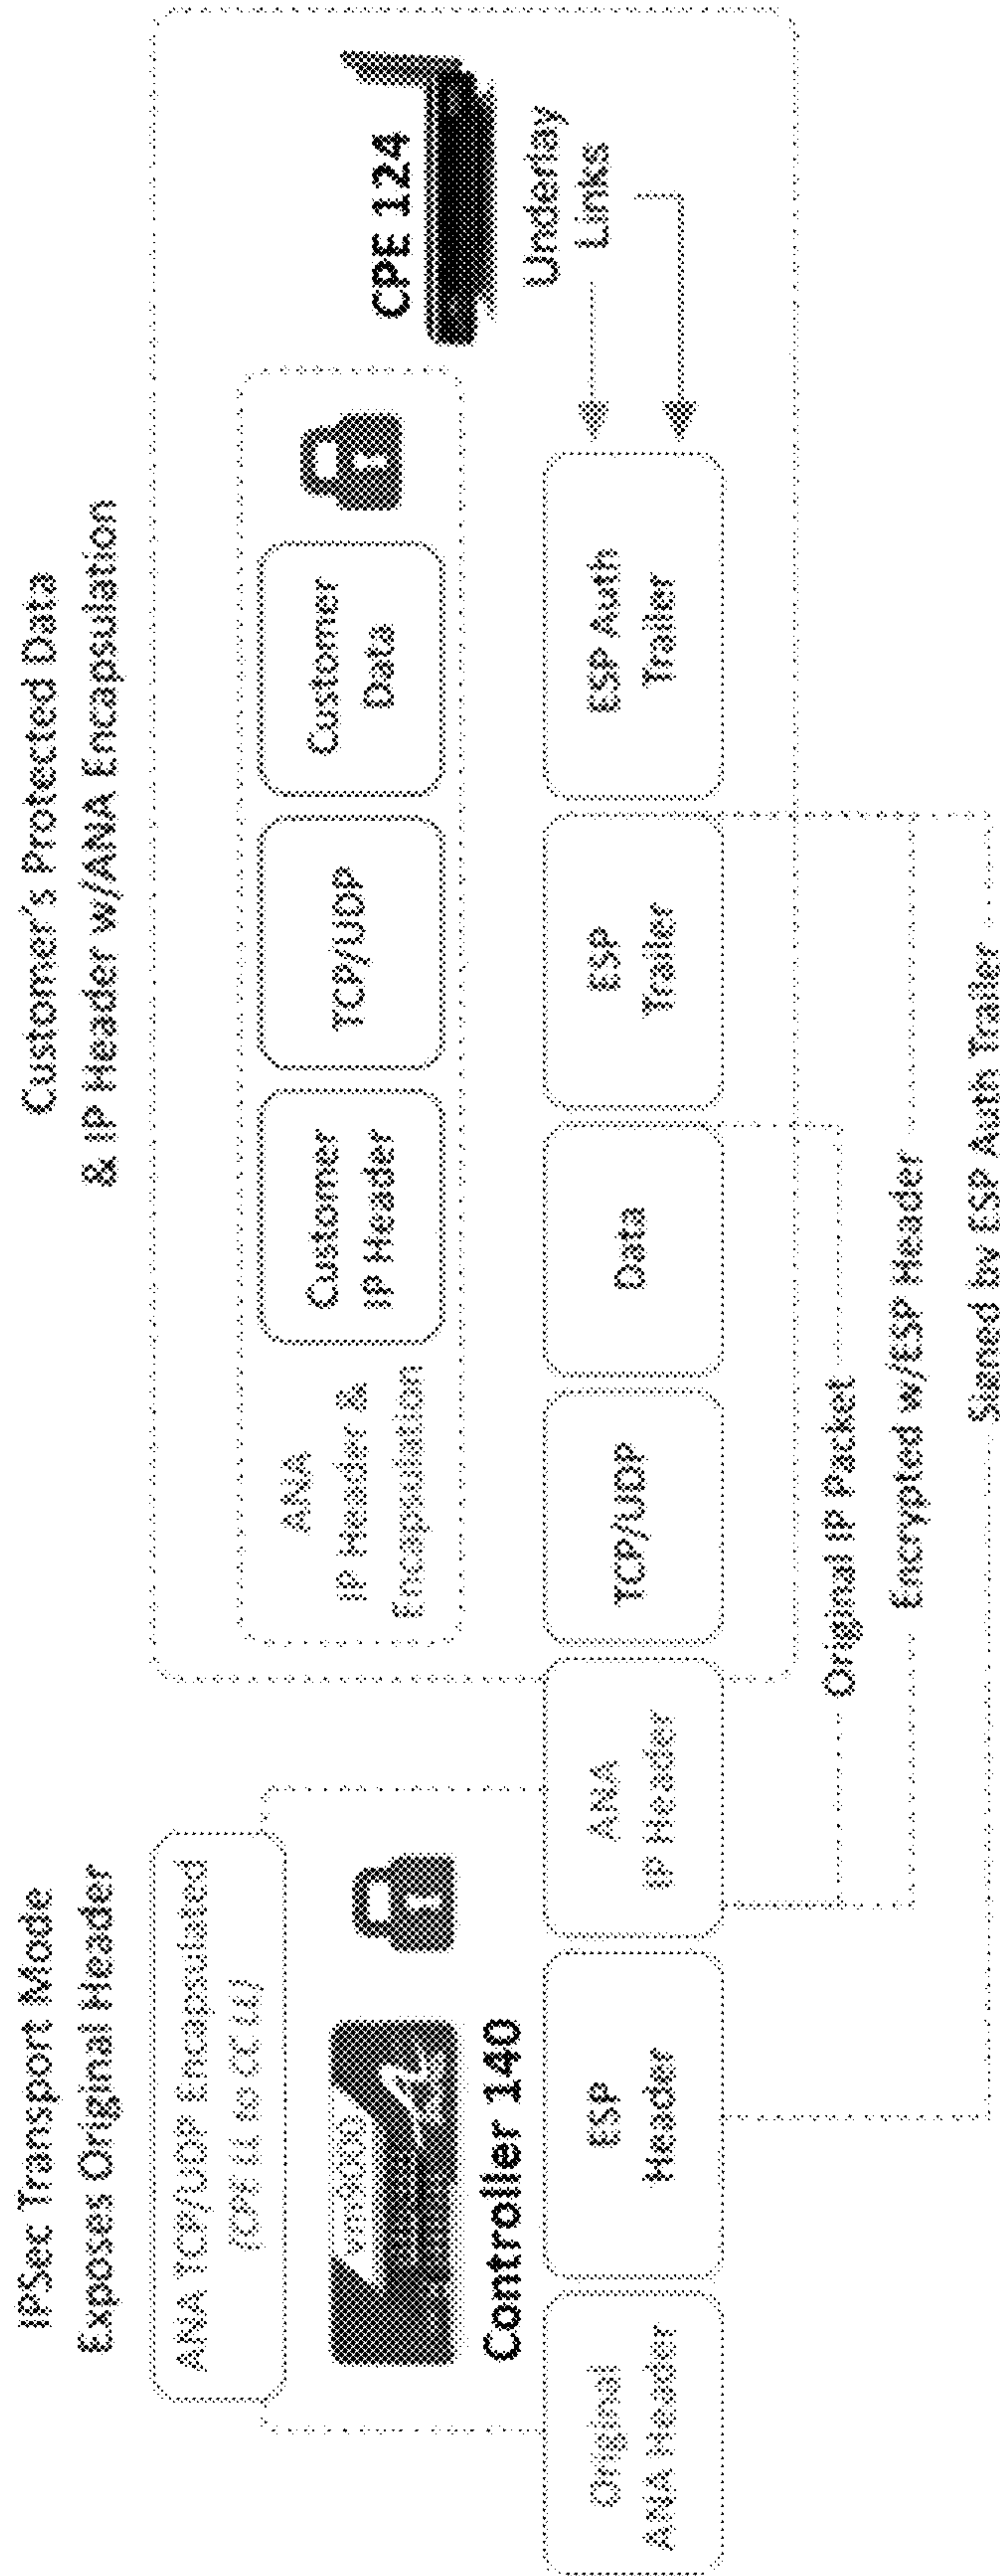 IPSec Transport Mode
Exposes Original Header
Customer's Protected Data
& IP Header w/ANA Encapsulation
ANA TCP/UDP Encapsulated
Controller 140
ANA
IP Header &
Encapsulation
Customer
IP Header
TCP/UDP
Customer
Data
CPE 124
Underlay
Links
Original
ANA Header
ESP
Header
ANA
IP Header
TCP/UDP
Data
ESP
Trailer
ESP Auth
Trailer
Original IP Packet
Encrypted w/ESP Header
Signed by ESP Auth Trailer